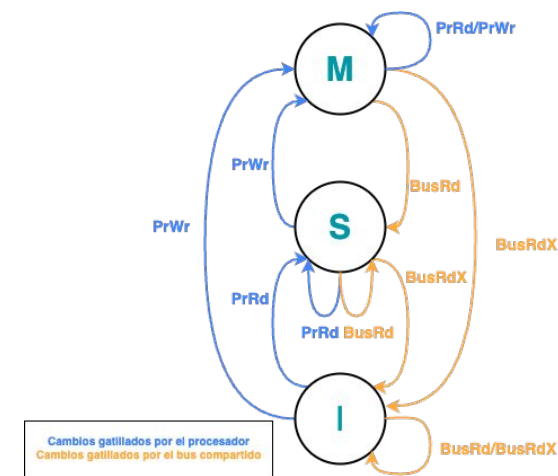 PrRd/PrWr
M
PrWr
BusRd
S
PrWr
BusRdX
BusRdX
PrRd
PrRd BusRd
I
BusRd/BusRdX
Cambios gatillados por el procesador
Cambios gatillados por el bus compartido